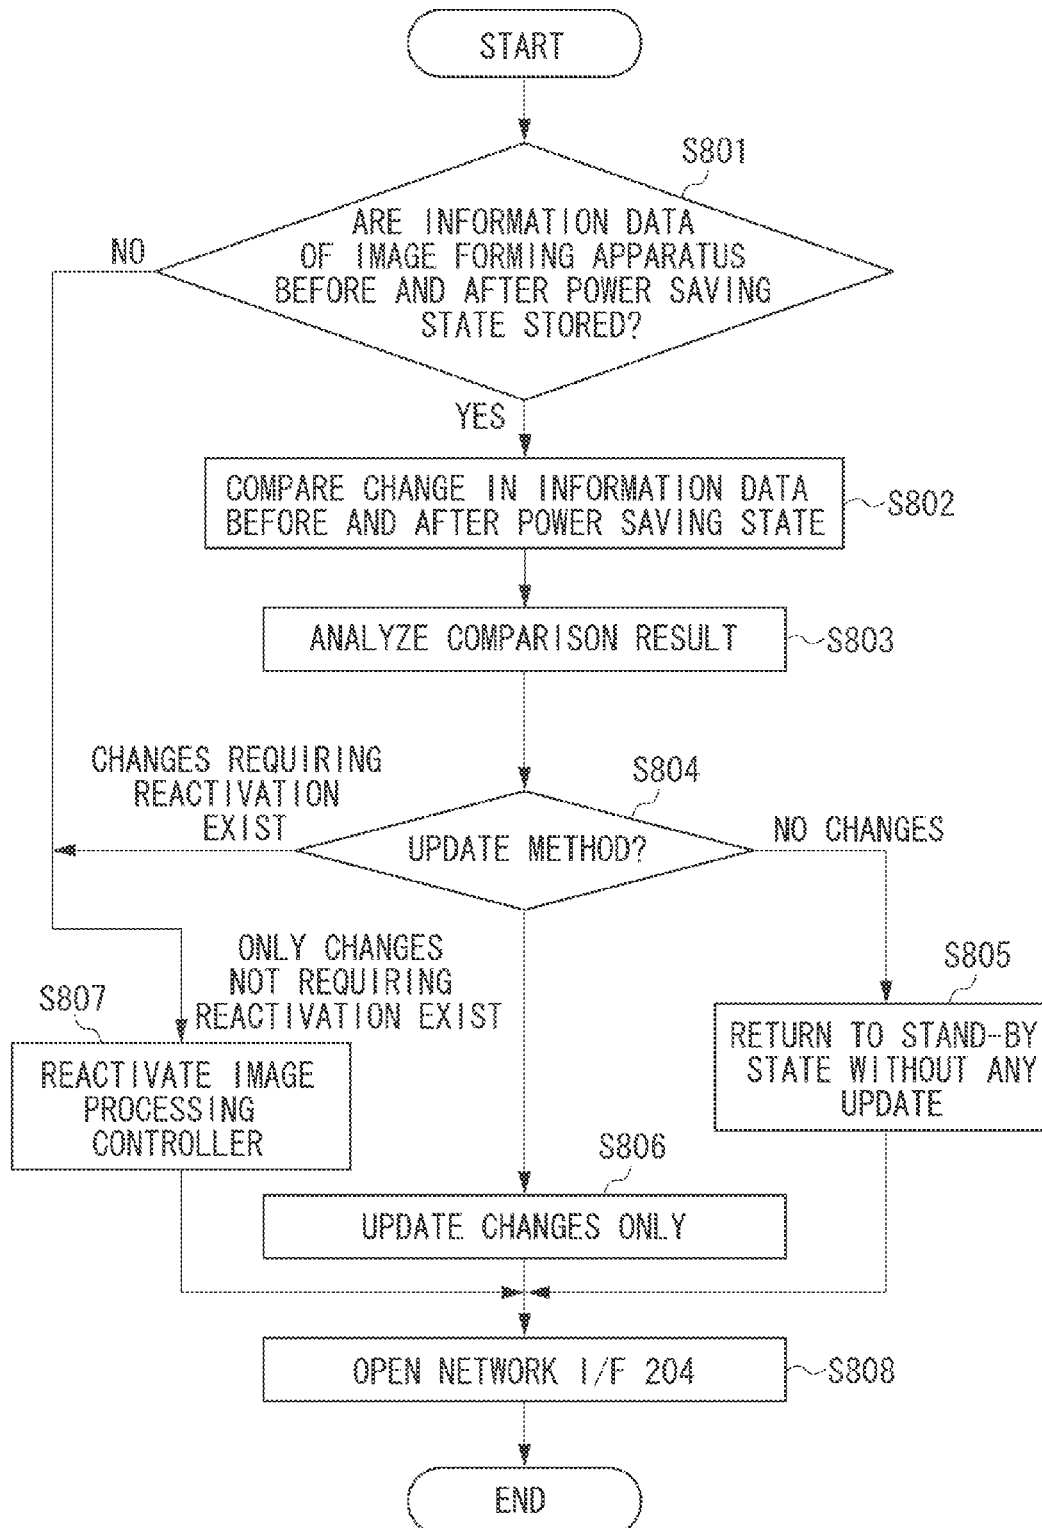 START
S801
ARE INFORMATION DATA
OF IMAGE FORMING APPARATUS
BEFORE AND AFTER POWER SAVING
STATE STORED?
NO
YES
COMPARE CHANGE IN INFORMATION DATA
BEFORE AND AFTER POWER SAVING STATE
S802
ANALYZE COMPARISON RESULT
S803
CHANGES REQUIRING
REACTIVATION
EXIST
S804
UPDATE METHOD?
NO CHANGES
ONLY CHANGES
NOT REQUIRING
REACTIVATION EXIST
S805
RETURN TO STAND-BY
STATE WITHOUT ANY
UPDATE
S807
REACTIVATE IMAGE
PROCESSING
CONTROLLER
S806
UPDATE CHANGES ONLY
OPEN NETWORK I/F 204
S808
END